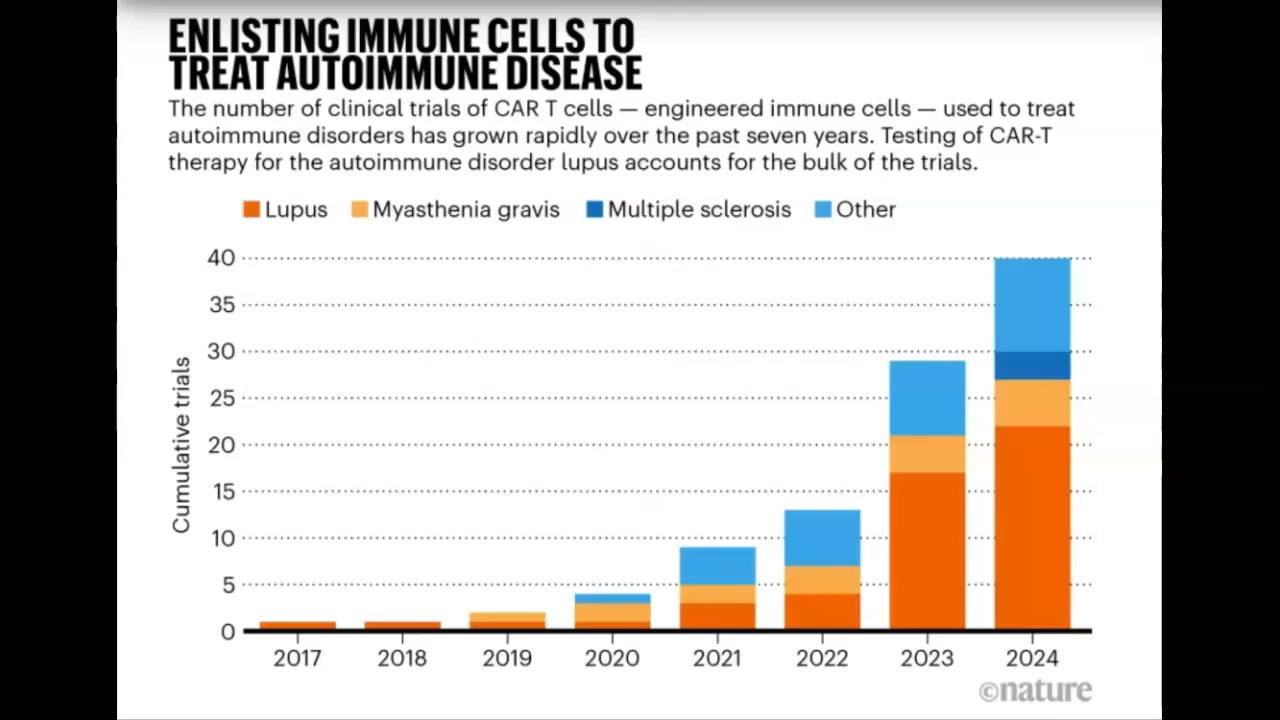 ENLISTING IMMUNE CELLS TO
TREAT AUTOIMMUNE DISEASE
The number of clinical trials of CAR T cells — engineered immune cells — used to treat
autoimmune disorders has grown rapidly over the past seven years. Testing of CAR-T
therapy for the autoimmune disorder lupus accounts for the bulk of the trials.
Lupus Myasthenia gravis Multiple sclerosis Other
Cumulative trials
40
35
30
25
20
15
10
5
0
2017 2018 2019 2020 2021 2022 2023 2024
©nature